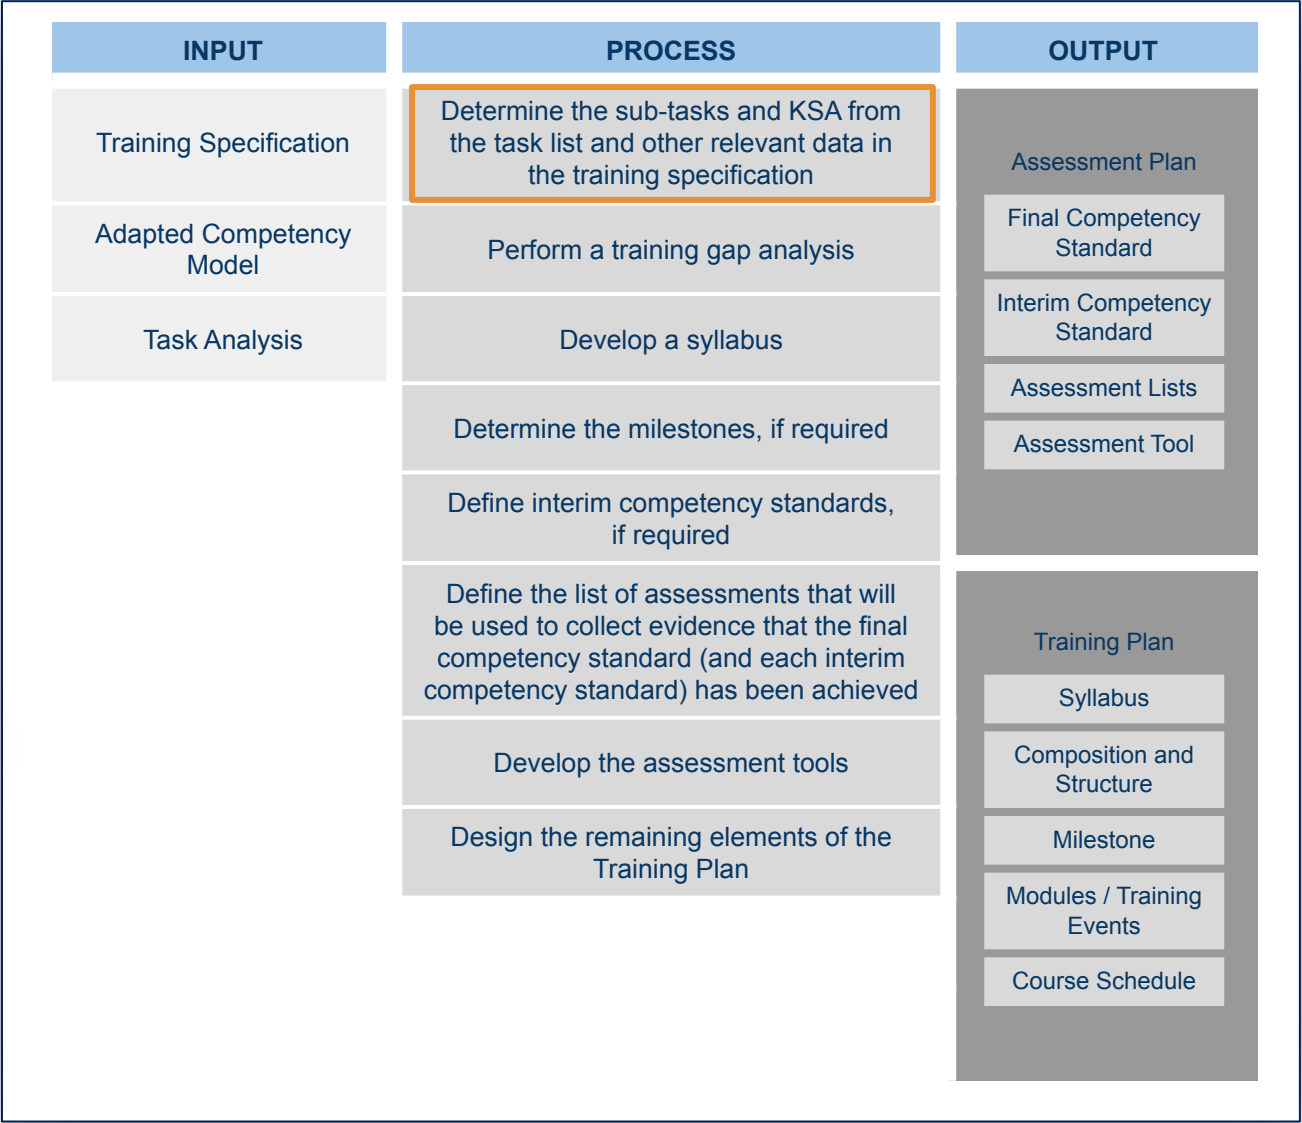 INPUT
PROCESS
OUTPUT
Training Specification
Adapted Competency
Model
Task Analysis
Determine the sub-tasks and KSA from
the task list and other relevant data in
the training specification
Perform a training gap analysis
Develop a syllabus
Determine the milestones, if required
Define interim competency standards,
if required
Define the list of assessments that will
be used to collect evidence that the final
competency standard (and each interim
competency standard) has been achieved
Develop the assessment tools
Design the remaining elements of the
Training Plan
Assessment Plan
Final Competency
Standard
Interim Competency
Standard
Assessment Lists
Assessment Tool
Training Plan
Syllabus
Composition and
Structure
Milestone
Modules / Training
Events
Course Schedule